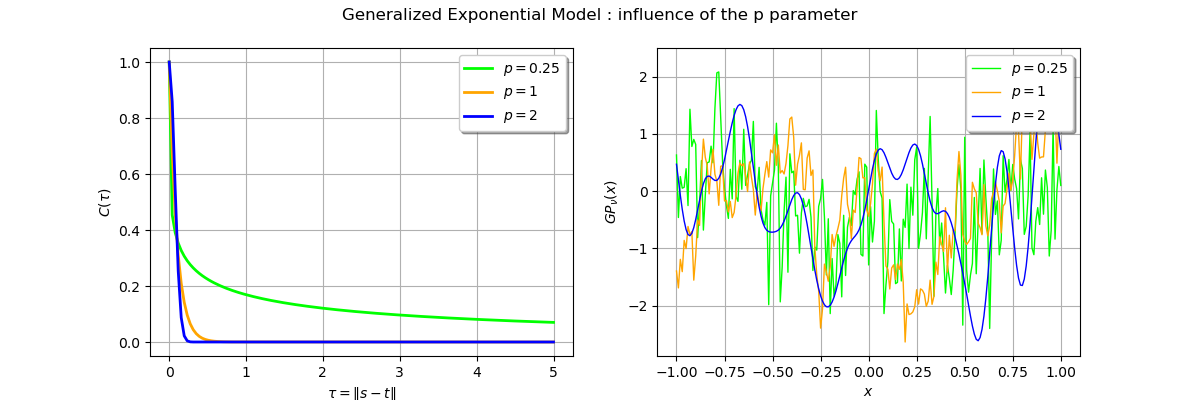 Generalized Exponential Model : influence of the p parameter
C(τ)
1.0
0.8
0.6
0.4
0.2
0.0
0
1
2
3
4
5
τ = ‖s − t‖
p = 0.25
p = 1
p = 2
GPν(x)
2
1
0
−1
−2
−1.00
−0.75
−0.50
−0.25
0.00
0.25
0.50
0.75
1.00
x
p = 0.25
p = 1
p = 2